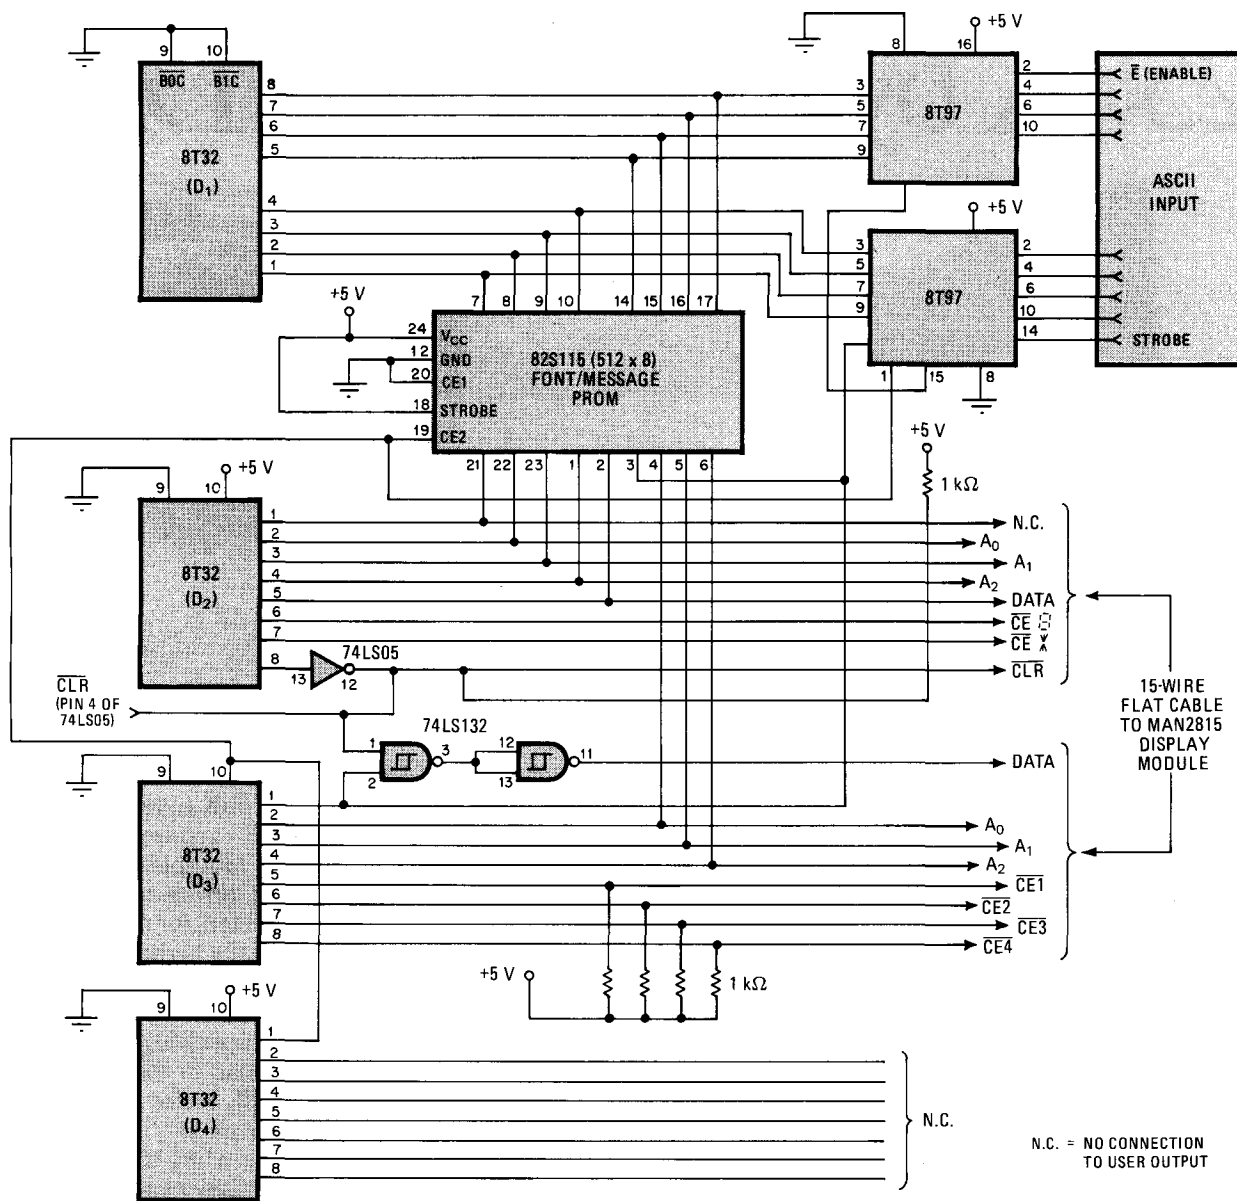 +5 V
9 10 8 16
B0C B1C
8 3 2 E (ENABLE)
7 5 4
6 7 6
5 9 10
8T97
8T32
(D1)
ASCII
INPUT
+5 V
4
3 3 2
2 5 4
1 7 6
9 10
14 STROBE
8T97
1 15 8
+5 V
7 8 9 10 14 15 16 17
24 VCC
12 GND
20 CE1
18 STROBE
19 CE2
82S115 (512 x 8)
FONT/MESSAGE
PROM
21 22 23 1 2 3 4 5 6
+5 V
1 kΩ
9 10 +5 V
8T32
(D2)
1 N.C.
2 A0
3 A1
4 A2
5 DATA
6 CE
7 CE
8 13 74LS05 12 CLR
CLR
(PIN 4 OF
74LS05)
15-WIRE
FLAT CABLE
TO MAN2815
DISPLAY
MODULE
74LS132
1 2 3 12 13 11 DATA
9 10
8T32
(D3)
1
2 A0
3 A1
4 A2
5 CE1
6 CE2
7 CE3
8 CE4
+5 V 1 kΩ
9 10 +5 V
8T32
(D4)
1
2
3
4
5
6
7
8
N.C.
N.C. = NO CONNECTION
TO USER OUTPUT